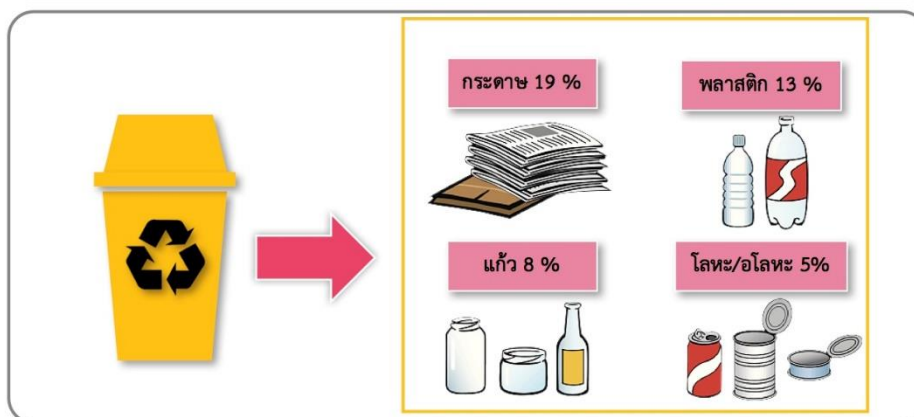 กระดาษ 19 %
พลาสติก 13 %
แก้ว 8 %
โลหะ/อโลหะ 5%